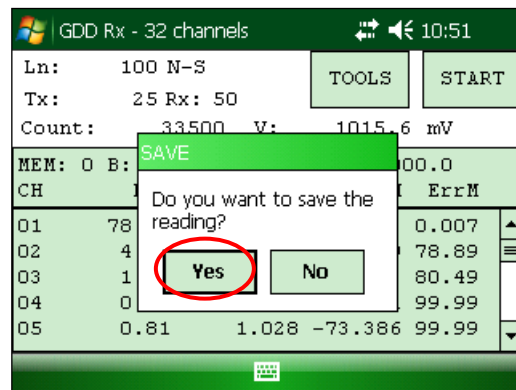 GDD Rx - 32 channels 10:51
Ln: 100 N-S TOOLS START
Tx: 25 Rx: 50
Count: 33500 V: 1015.6 mV
MEM: 0 B: SAVE 00.0
CH ErrM
Do you want to save the
reading?
01 78 0.007
02 4 78.89
03 1 80.49
Yes No
04 0 99.99
05 0.81 1.028 -73.386 99.99